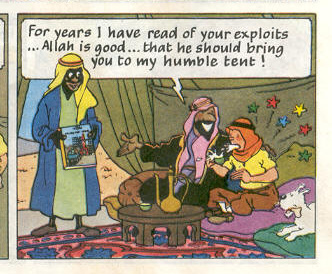 For years I have read of your exploits
...Allah is good...that he should bring
you to my humble tent!